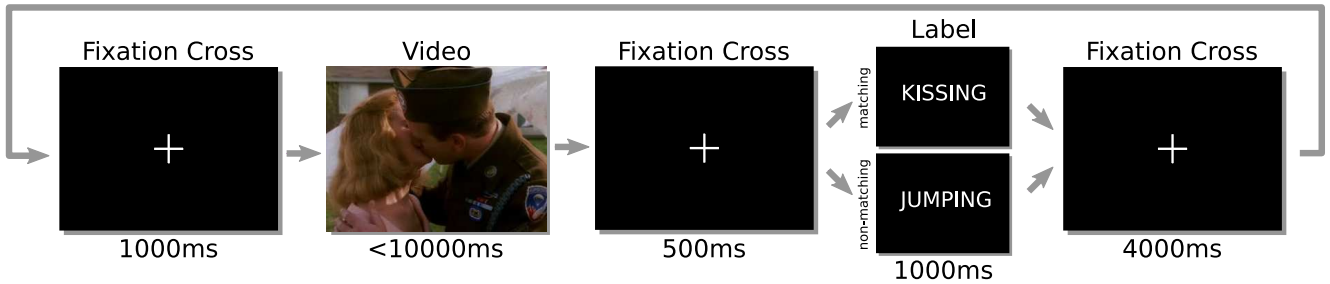 Fixation Cross
1000ms
Video
<10000ms
Fixation Cross
500ms
Label
matching
KISSING
non-matching
JUMPING
1000ms
Fixation Cross
4000ms